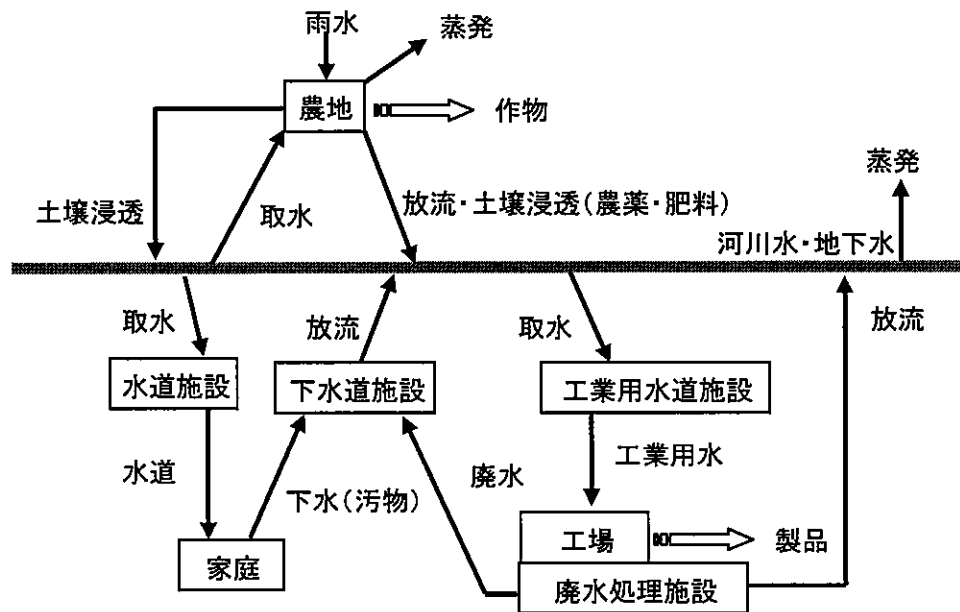 雨水
蒸発
農地
作物
土壌浸透
取水
放流・土壌浸透(農薬・肥料)
蒸発
河川水・地下水
取水
放流
取水
放流
水道施設
下水道施設
工業用水道施設
水道
下水(汚物)
廃水
工業用水
家庭
工場
製品
廃水処理施設